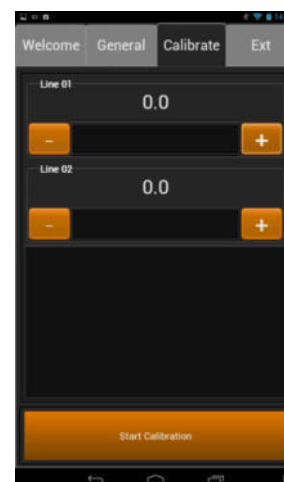 Welcome General Calibrate Ext
Line 01
0.0
- +
Line 02
0.0
- +
Start Calibration